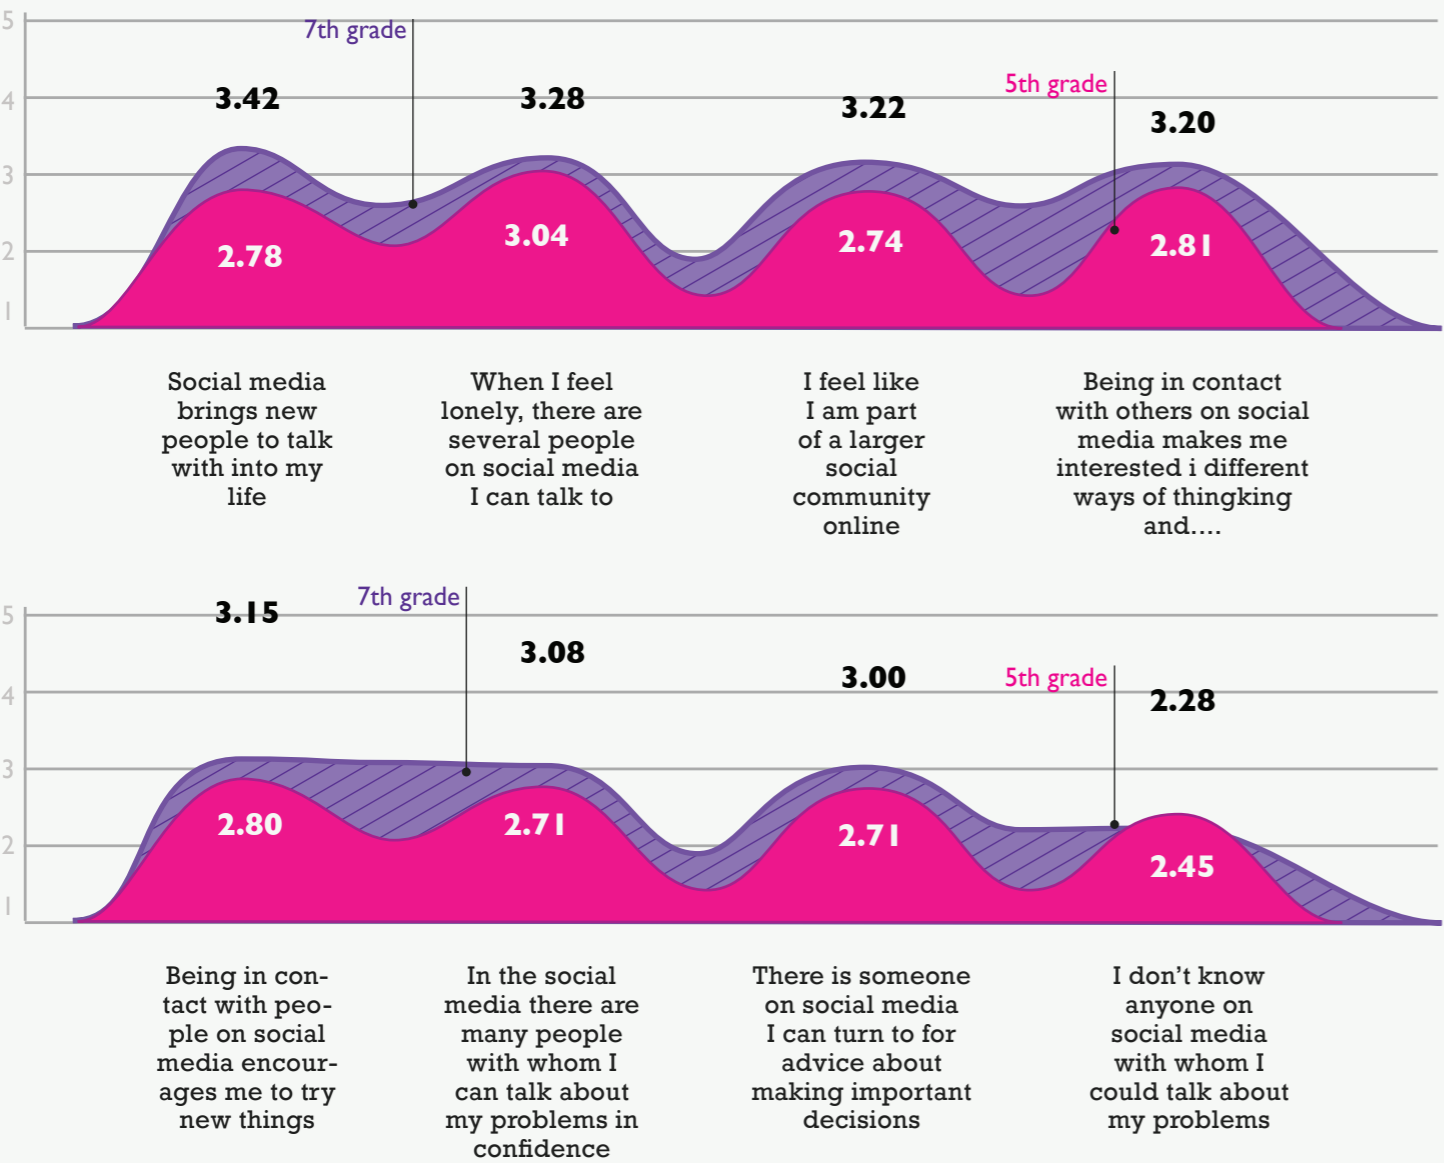 5
7th grade
5th grade
4
3.42
3.28
3.22
3.20
3
2
2.78
3.04
2.74
2.81
1
Social media
brings new
people to talk
with into my
life
When I feel
lonely, there are
several people
on social media
I can talk to
I feel like
I am part
of a larger
social
community
online
Being in contact
with others on social
media makes me
interested i different
ways of thingking
and....
7th grade
5
3.15
3.08
3.00
5th grade
4
2.28
3
2.80
2.71
2.71
2
2.45
1
Being in con-
tact with peo-
ple on social
media encour-
ages me to try
new things
In the social
media there are
many people
with whom I
can talk about
my problems in
confidence
There is someone
on social media
I can turn to for
advice about
making important
decisions
I don't know
anyone on
social media
with whom I
could talk about
my problems